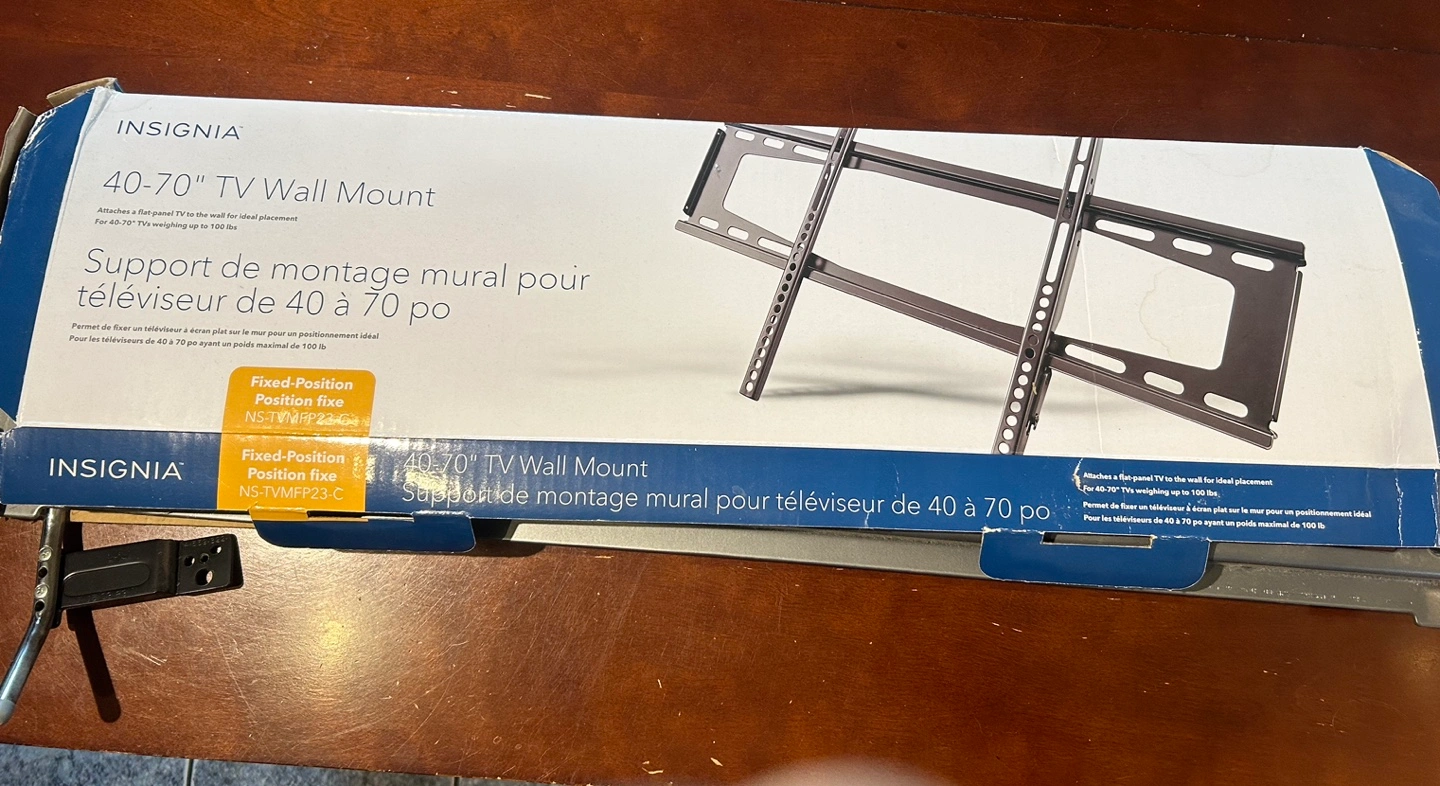 INSIGNIA™
40-70" TV Wall Mount
Attaches a flat-panel TV to the wall for ideal placement
For 40-70" TVs weighing up to 100 lbs
Support de montage mural pour
téléviseur de 40 à 70 po
Permet de fixer un téléviseur à écran plat sur le mur pour un positionnement idéal
Pour les téléviseurs de 40 à 70 po ayant un poids maximal de 100 lb
Fixed-Position
Position fixe
NS-TVMFP23-C
INSIGNIA™
Fixed-Position
Position fixe
NS-TVMFP23-C
40-70" TV Wall Mount
Support de montage mural pour téléviseur de 40 à 70 po
Attaches a flat-panel TV to the wall for ideal placement
For 40-70" TVs weighing up to 100 lbs
Permet de fixer un téléviseur à écran plat sur le mur pour un positionnement idéal
Pour les téléviseurs de 40 à 70 po ayant un poids maximal de 100 lb